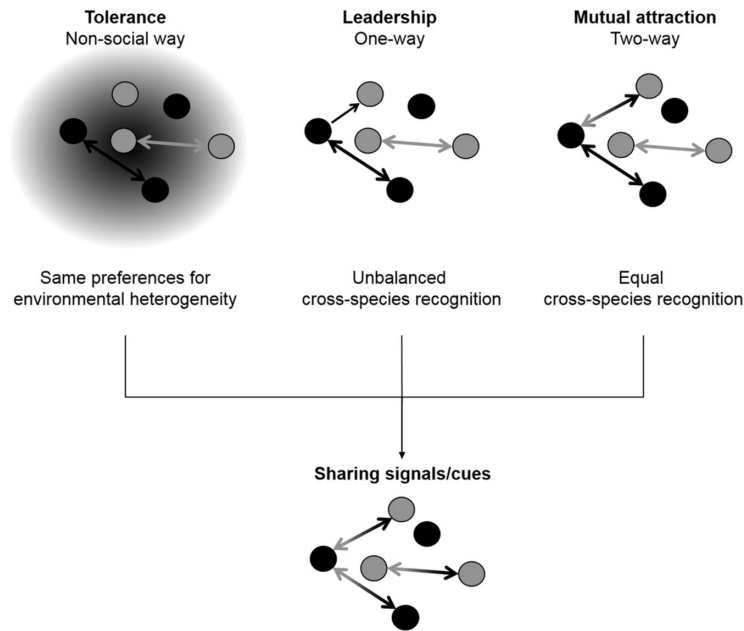 Tolerance
Non-social way
Leadership
One-way
Mutual attraction
Two-way
Same preferences for
environmental heterogeneity
Unbalanced
cross-species recognition
Equal
cross-species recognition
Sharing signals/cues